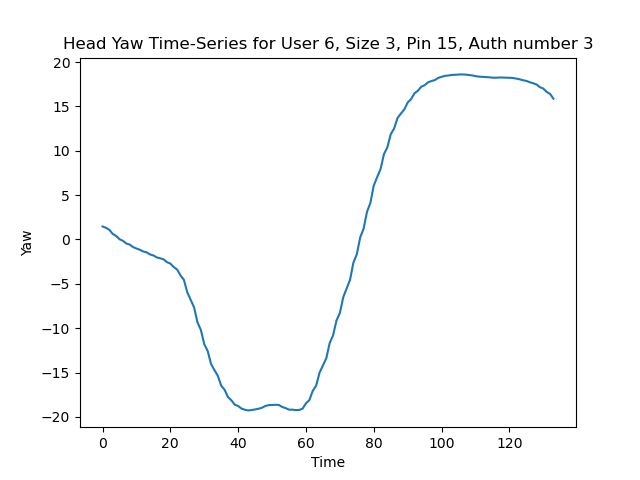 Head Yaw Time-Series for User 6, Size 3, Pin 15, Auth number 3
20
15
10
5
0
−5
−10
−15
−20
Yaw
0 20 40 60 80 100 120
Time